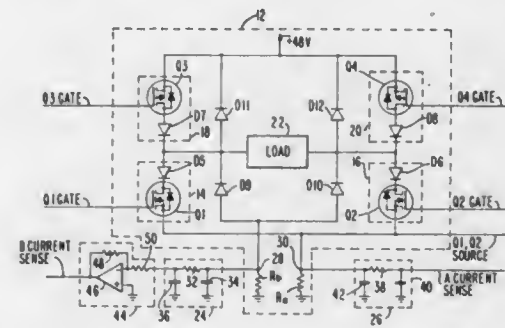 12
+48V
Q3
Q4
Q3 GATE
Q4 GATE
D11
D12
D7
18
22
LOAD
20
D8
D5
16
D6
14
Q1 GATE
Q1
D9
D10
Q2
Q2 GATE
Q1, Q2
SOURCE
B CURRENT
SENSE
48
50
46
44
32
34
36
24
28
RB
30
RA
42
38
40
26
A CURRENT
SENSE